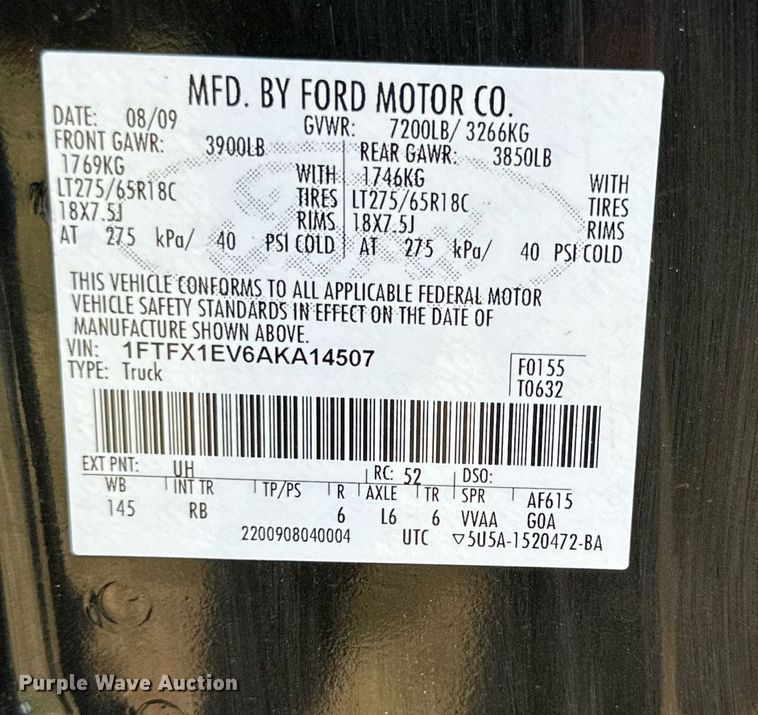 MFD. BY FORD MOTOR CO.
DATE: 08/09 GVWR: 7200LB/ 3266KG
FRONT GAWR: 3900LB REAR GAWR: 3850LB
1769KG WITH 1746KG WITH
LT275/65R18C TIRES LT275/65R18C TIRES
18X7.5J RIMS 18X7.5J RIMS
AT 275 kPa/ 40 PSI COLD AT 275 kPa/ 40 PSI COLD
THIS VEHICLE CONFORMS TO ALL APPLICABLE FEDERAL MOTOR
VEHICLE SAFETY STANDARDS IN EFFECT ON THE DATE OF
MANUFACTURE SHOWN ABOVE.
VIN: 1FTFX1EV6AKA14507 F0155
TYPE: Truck T0632
EXT PNT: UH RC: 52 DSO:
WB INT TR TP/PS R AXLE TR SPR AF615
145 RB 6 L6 6 VVAA GOA
2200908040004 UTC ▽5U5A-1520472-BA
Purple Wave Auction